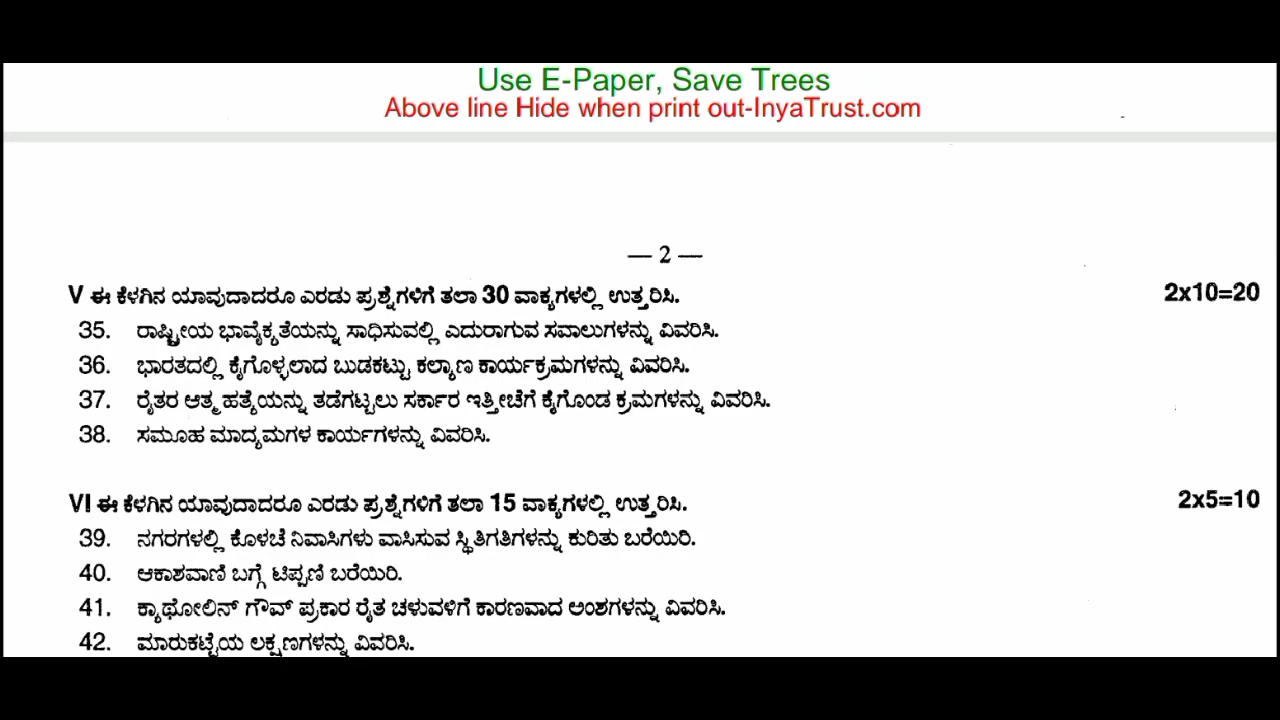 Use E-Paper, Save Trees
Above line Hide when print out-InyaTrust.com
— 2 —
V ಈ ಕೆಳಗಿನ ಯಾವುದಾದರೂ ಎರಡು ಪ್ರಶ್ನೆಗಳಿಗೆ ತಲಾ 30 ವಾಕ್ಯಗಳಲ್ಲಿ ಉತ್ತರಿಸಿ. 2x10=20
35. ರಾಷ್ಟ್ರೀಯ ಭಾವೈಕ್ಯತೆಯನ್ನು ಸಾಧಿಸುವಲ್ಲಿ ಎದುರಾಗುವ ಸವಾಲುಗಳನ್ನು ವಿವರಿಸಿ.
36. ಭಾರತದಲ್ಲಿ ಕೈಗೊಳ್ಳಲಾದ ಬುಡಕಟ್ಟು ಕಲ್ಯಾಣ ಕಾರ್ಯಕ್ರಮಗಳನ್ನು ವಿವರಿಸಿ.
37. ರೈತರ ಆತ್ಮಹತ್ಯೆಯನ್ನು ತಡೆಗಟ್ಟಲು ಸರ್ಕಾರ ಇತ್ತೀಚೆಗೆ ಕೈಗೊಂಡ ಕ್ರಮಗಳನ್ನು ವಿವರಿಸಿ.
38. ಸಮೂಹ ಮಾದ್ಯಮಗಳ ಕಾರ್ಯಗಳನ್ನು ವಿವರಿಸಿ.
VI ಈ ಕೆಳಗಿನ ಯಾವುದಾದರೂ ಎರಡು ಪ್ರಶ್ನೆಗಳಿಗೆ ತಲಾ 15 ವಾಕ್ಯಗಳಲ್ಲಿ ಉತ್ತರಿಸಿ. 2x5=10
39. ನಗರಗಳಲ್ಲಿ ಕೊಳಚೆ ನಿವಾಸಿಗಳು ವಾಸಿಸುವ ಸ್ಥಿತಿಗತಿಗಳನ್ನು ಕುರಿತು ಬರೆಯಿರಿ.
40. ಆಕಾಶವಾಣಿ ಬಗ್ಗೆ ಟಿಪ್ಪಣಿ ಬರೆಯಿರಿ.
41. ಕ್ಯಾಥೋಲಿನ್ ಗೌವ್ ಪ್ರಕಾರ ರೈತ ಚಳುವಳಿಗೆ ಕಾರಣವಾದ ಅಂಶಗಳನ್ನು ವಿವರಿಸಿ.
42. ಮಾರುಕಟ್ಟೆಯ ಲಕ್ಷಣಗಳನ್ನು ವಿವರಿಸಿ.